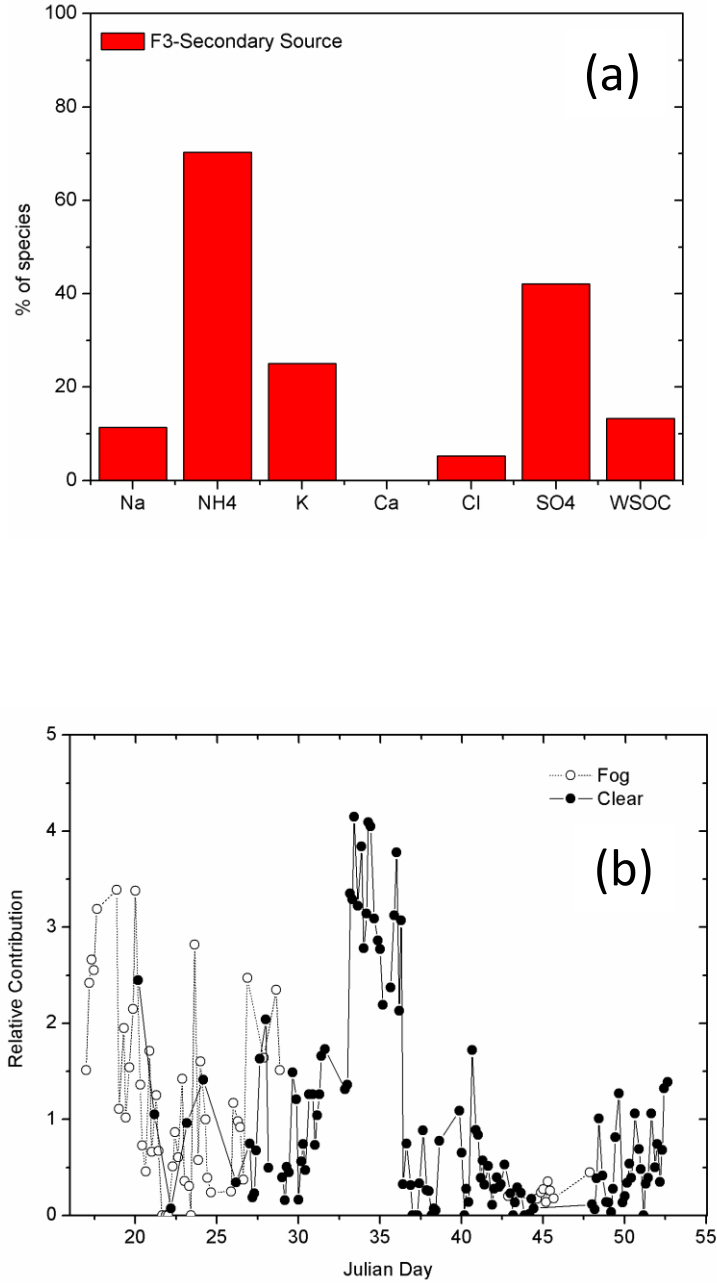 100
F3-Secondary Source
(a)
80
60
% of species
40
20
0
Na NH4 K Ca Cl SO4 WSOC
5
Fog
Clear
4
(b)
3
Relative Contribution
2
1
0
20 25 30 35 40 45 50 55
Julian Day